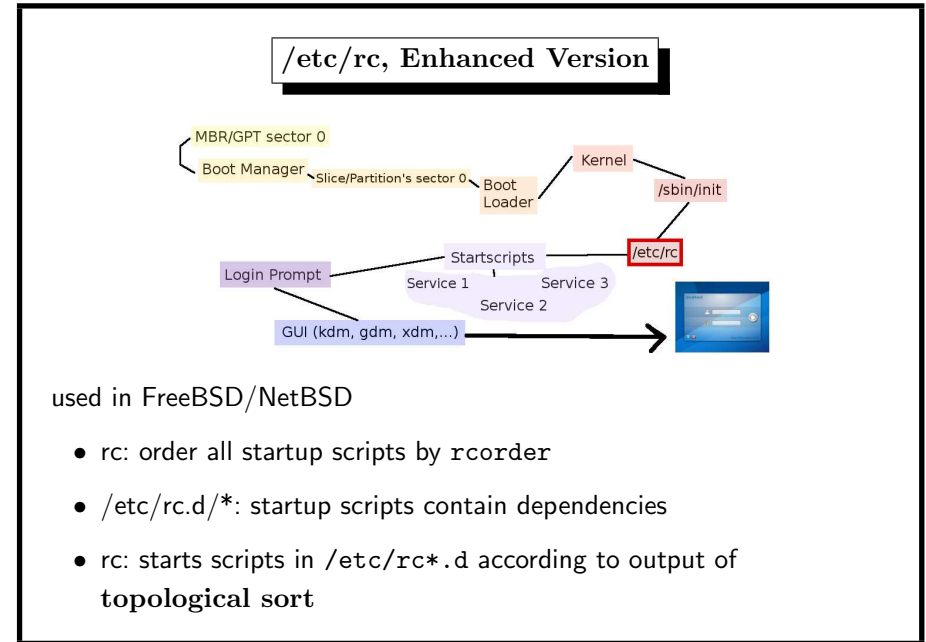 /etc/rc, Enhanced Version
MBR/GPT sector 0
Boot Manager
Slice/Partition's sector 0
Boot
Loader
Kernel
/sbin/init
/etc/rc
Startscripts
Service 1
Service 2
Service 3
Login Prompt
GUI (kdm, gdm, xdm,...)
used in FreeBSD/NetBSD
• rc: order all startup scripts by rcorder
• /etc/rc.d/*: startup scripts contain dependencies
• rc: starts scripts in /etc/rc*.d according to output of
topological sort